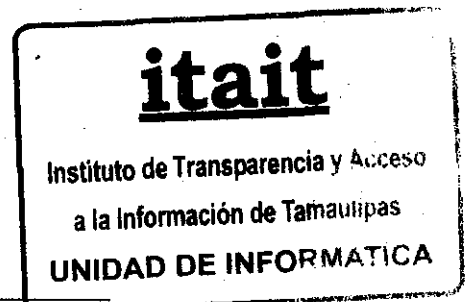 itait
Instituto de Transparencia y Acceso
a la Información de Tamaulipas
UNIDAD DE INFORMATICA